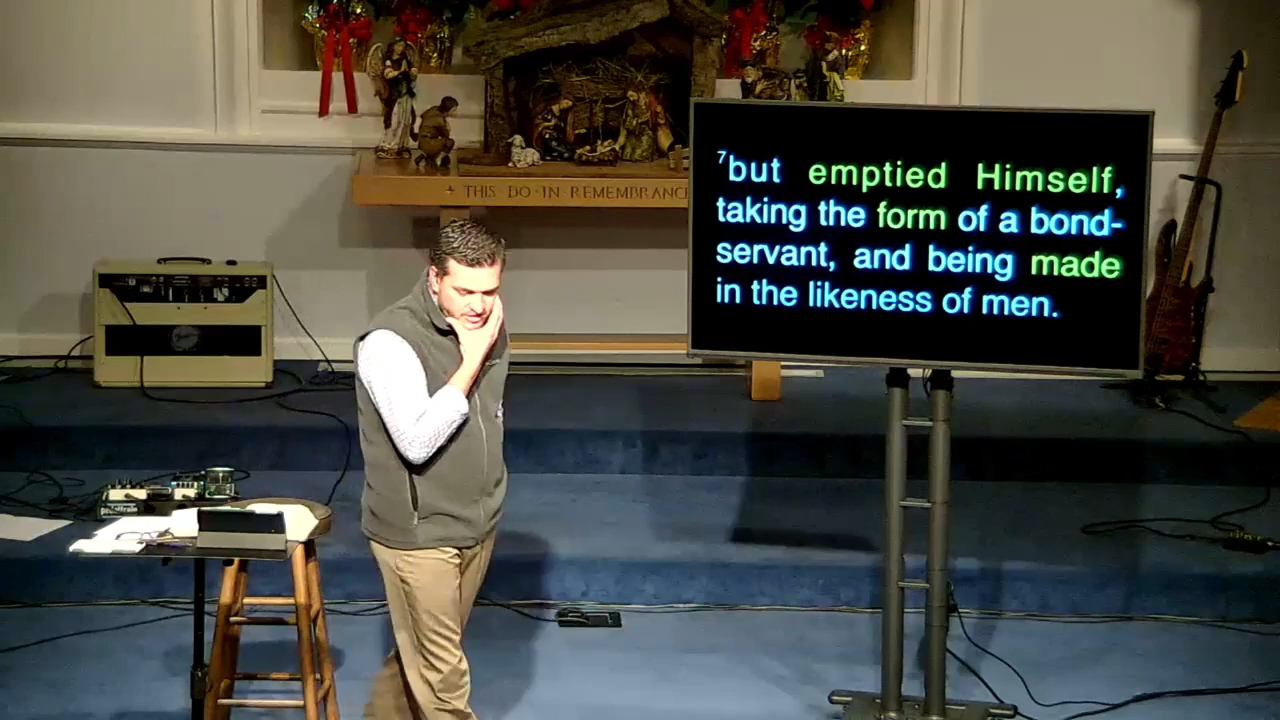 THIS DO IN REMEMBRANC
⁷but emptied Himself,
taking the form of a bond-
servant, and being made
in the likeness of men.